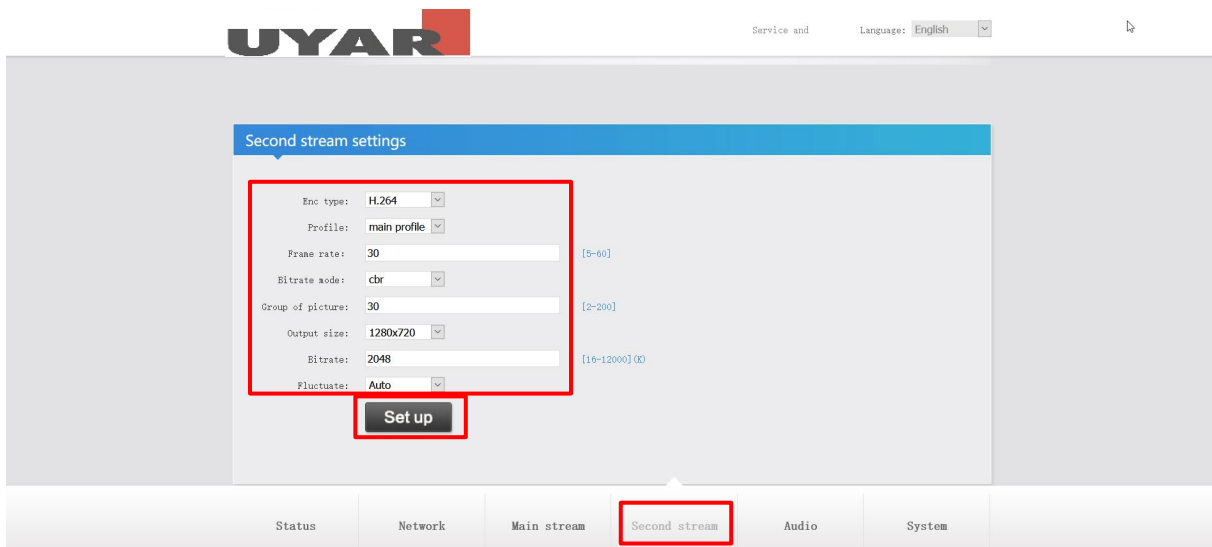 UYAR
Service and Language: English
Second stream settings
Enc type: H.264
Profile: main profile
Frame rate: 30 [5-60]
Bitrate mode: cbr
Group of picture: 30 [2-200]
Output size: 1280x720
Bitrate: 2048 [16-12000](K)
Fluctuate: Auto
Set up
Status Network Main stream Second stream Audio System